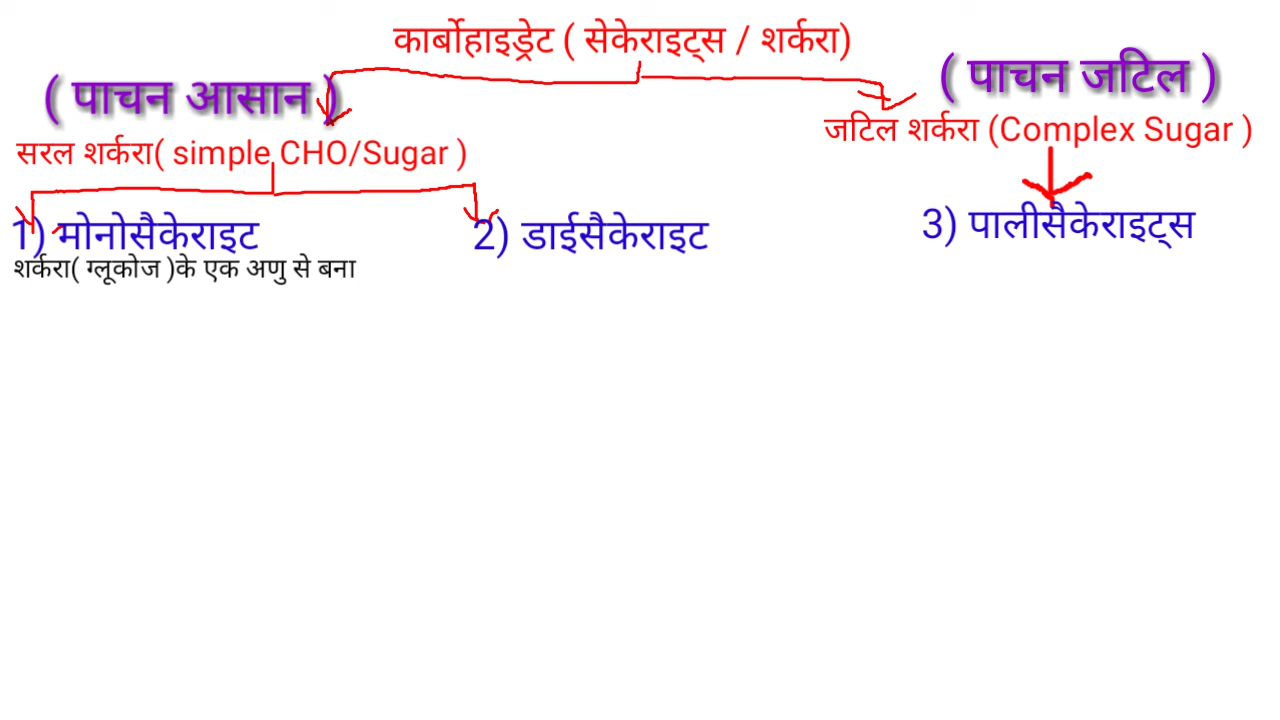 कार्बोहाइड्रेट ( सेकेराइट्स / शर्करा)
( पाचन आसान )
( पाचन जटिल )
सरल शर्करा( simple CHO/Sugar )
जटिल शर्करा (Complex Sugar )
1) मोनोसैकेराइट
2) डाईसैकेराइट
3) पालीसैकेराइट्स
शर्करा( ग्लूकोज )के एक अणु से बना